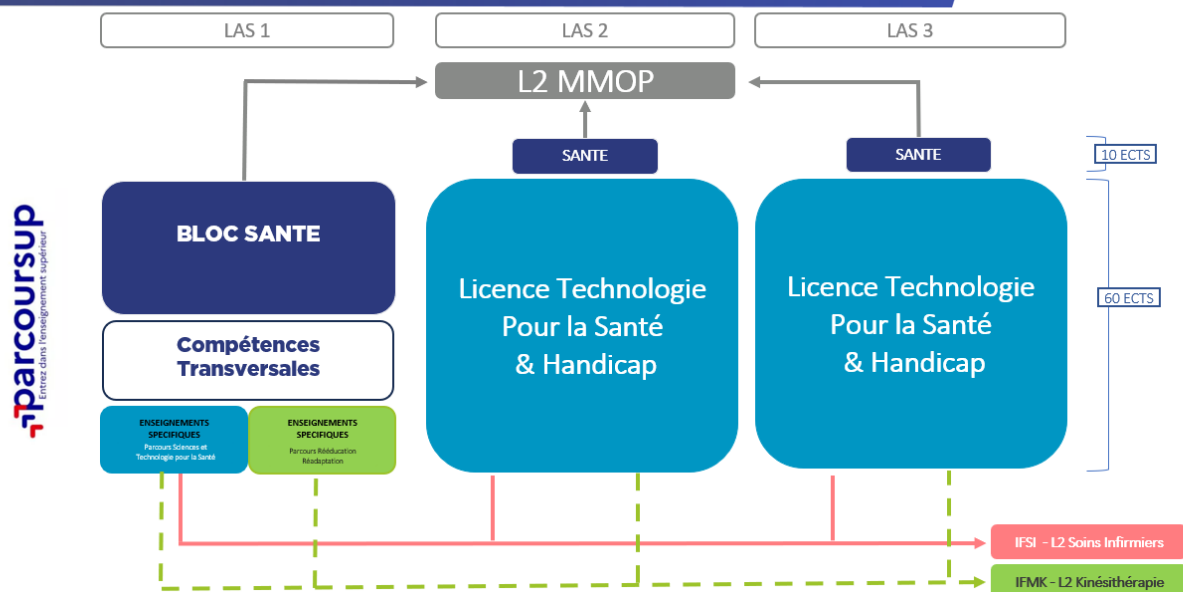 LAS 1
LAS 2
LAS 3
L2 MMOP
SANTE
SANTE
10 ECTS
parcoursup
Entrez dans l'enseignement supérieur
BLOC SANTE
Licence Technologie
Pour la Santé
& Handicap
Licence Technologie
Pour la Santé
& Handicap
60 ECTS
Compétences
Transversales
ENSEIGNEMENTS
SPECIFIQUES
Parcours Sciences et
Technologie pour la Santé
ENSEIGNEMENTS
SPECIFIQUES
Parcours Rééducation
Réadaptation
IFSI - L2 Soins Infirmiers
IFMK - L2 Kinésithérapie